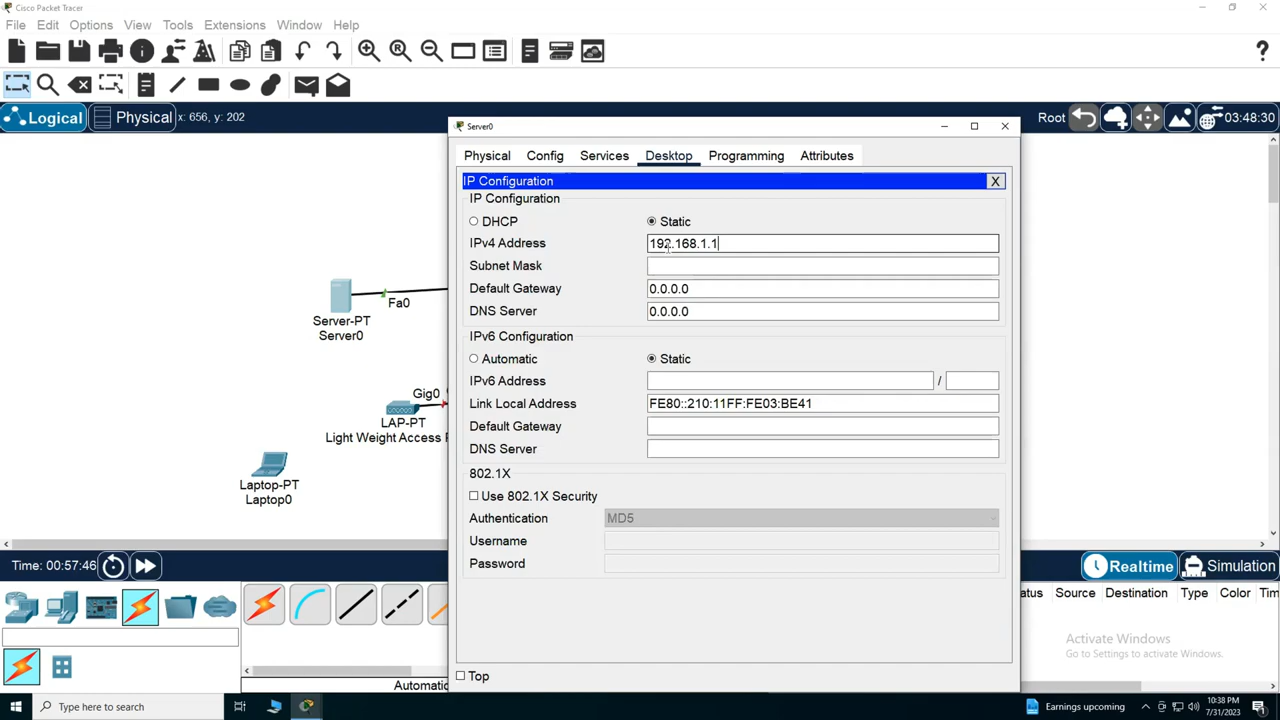 Cisco Packet Tracer
File Edit Options View Tools Extensions Window Help
Logical Physical x: 656, y: 202 Root 03:48:30
Server0
Physical Config Services Desktop Programming Attributes
IP Configuration X
IP Configuration
DHCP Static
IPv4 Address 192.168.1.1
Subnet Mask
Default Gateway 0.0.0.0
DNS Server 0.0.0.0
IPv6 Configuration
Automatic Static
IPv6 Address /
Link Local Address FE80::210:11FF:FE03:BE41
Default Gateway
DNS Server
802.1X
Use 802.1X Security
Authentication MD5
Username
Password
Top
Fa0
Server-PT
Server0
Gig0
LAP-PT
Light Weight Access
Laptop-PT
Laptop0
Time: 00:57:46 Realtime Simulation
atus Source Destination Type Color Tim
Activate Windows
Go to Settings to activate Windows.
Automatic
Type here to search Earnings upcoming 10:38 PM
7/31/2023